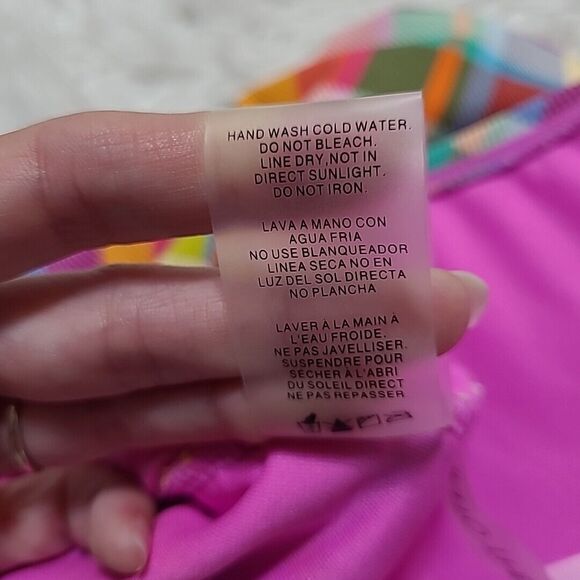 HAND WASH COLD WATER.
DO NOT BLEACH.
LINE DRY,NOT IN
DIRECT SUNLIGHT.
DO NOT IRON.
LAVA A MANO CON
AGUA FRIA
NO USE BLANQUEADOR
LINEA SECA NO EN
LUZ DEL SOL DIRECTA
NO PLANCHA
LAVER À LA MAIN À
L'EAU FROIDE.
NE PAS JAVELLISER.
SUSPENDRE POUR
SÉCHER À L'ABRI
DU SOLEIL DIRECT
NE PAS REPASSER